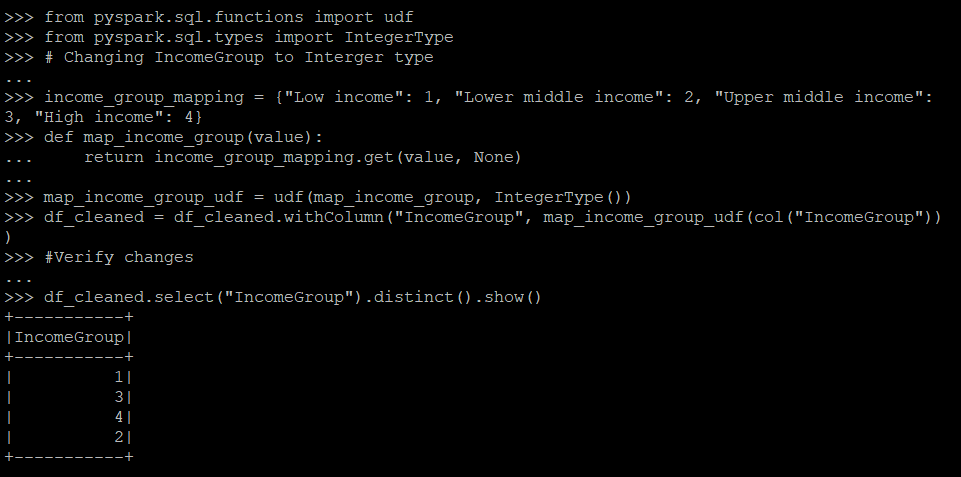 >>> from pyspark.sql.functions import udf
>>> from pyspark.sql.types import IntegerType
>>> # Changing IncomeGroup to Interger type
...
>>> income_group_mapping = {"Low income": 1, "Lower middle income": 2, "Upper middle income":
3, "High income": 4}
>>> def map_income_group(value):
...     return income_group_mapping.get(value, None)
...
>>> map_income_group_udf = udf(map_income_group, IntegerType())
>>> df_cleaned = df_cleaned.withColumn("IncomeGroup", map_income_group_udf(col("IncomeGroup"))
)
>>> #Verify changes
...
>>> df_cleaned.select("IncomeGroup").distinct().show()
+-----------+
|IncomeGroup|
+-----------+
|          1|
|          3|
|          4|
|          2|
+-----------+